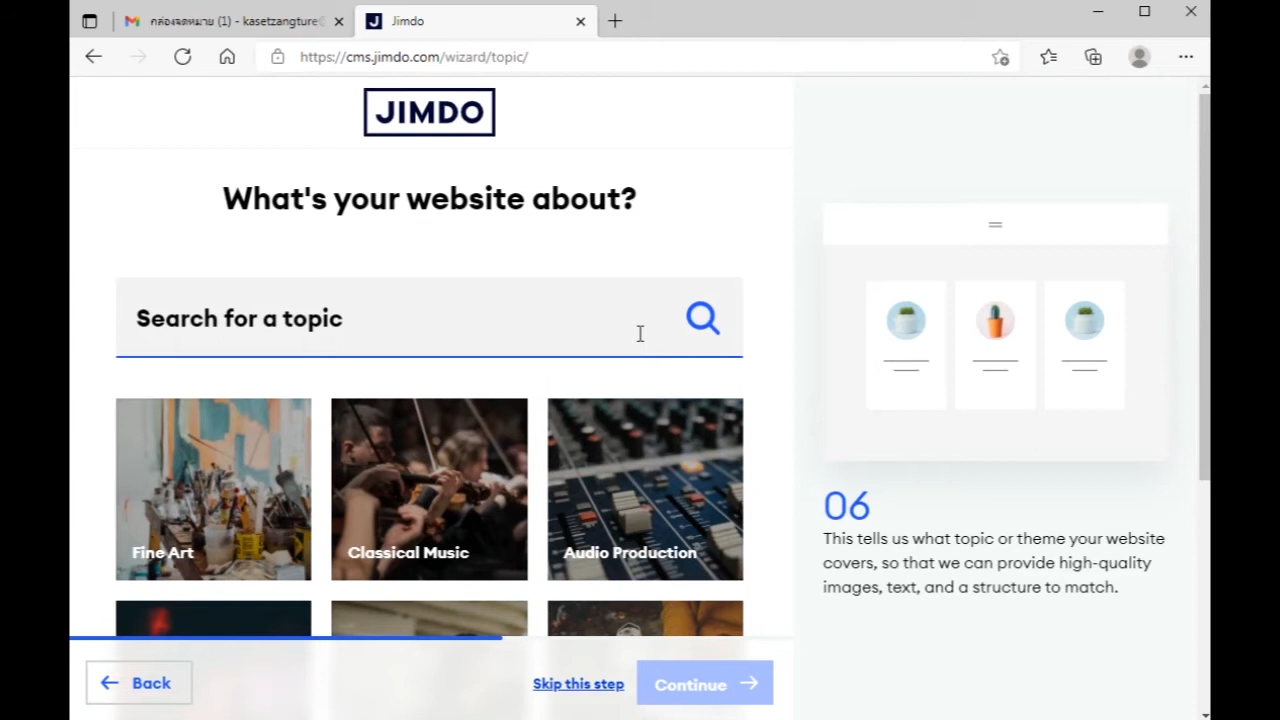 กล่องจดหมาย (1) - kasetzangture@
Jimdo
https://cms.jimdo.com/wizard/topic/
JIMDO
What's your website about?
Search for a topic
Fine Art
Classical Music
Audio Production
Back
Skip this step
Continue
06
This tells us what topic or theme your website
covers, so that we can provide high-quality
images, text, and a structure to match.